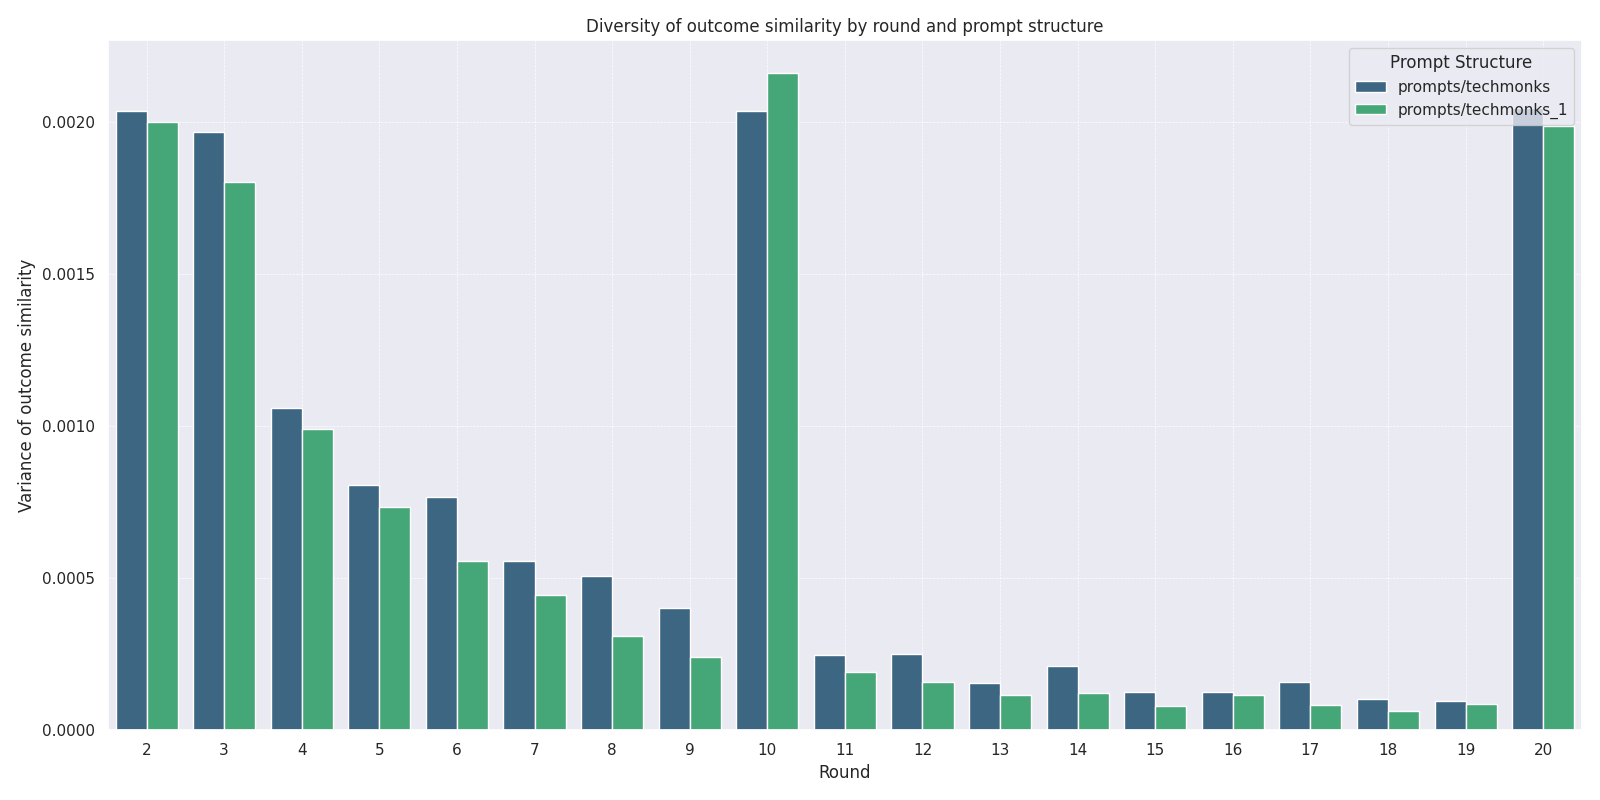 Diversity of outcome similarity by round and prompt structure
Prompt Structure
prompts/techmonks
prompts/techmonks_1
Variance of outcome similarity
0.0020
0.0015
0.0010
0.0005
0.0000
2 3 4 5 6 7 8 9 10 11 12 13 14 15 16 17 18 19 20
Round